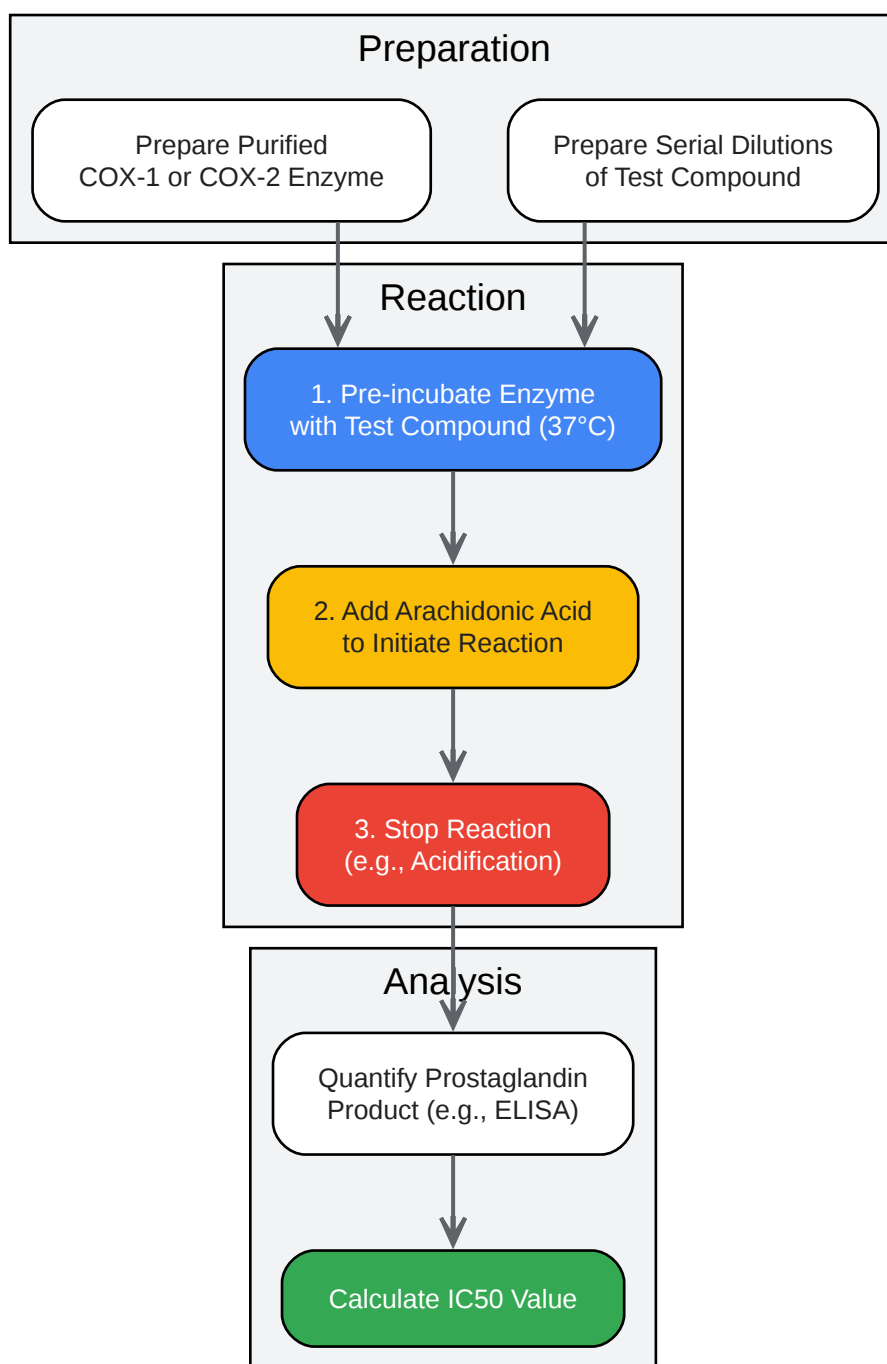 Preparation
Prepare Purified
COX-1 or COX-2 Enzyme
Prepare Serial Dilutions
of Test Compound
Reaction
1. Pre-incubate Enzyme
with Test Compound (37°C)
2. Add Arachidonic Acid
to Initiate Reaction
3. Stop Reaction
(e.g., Acidification)
Analysis
Quantify Prostaglandin
Product (e.g., ELISA)
Calculate IC50 Value